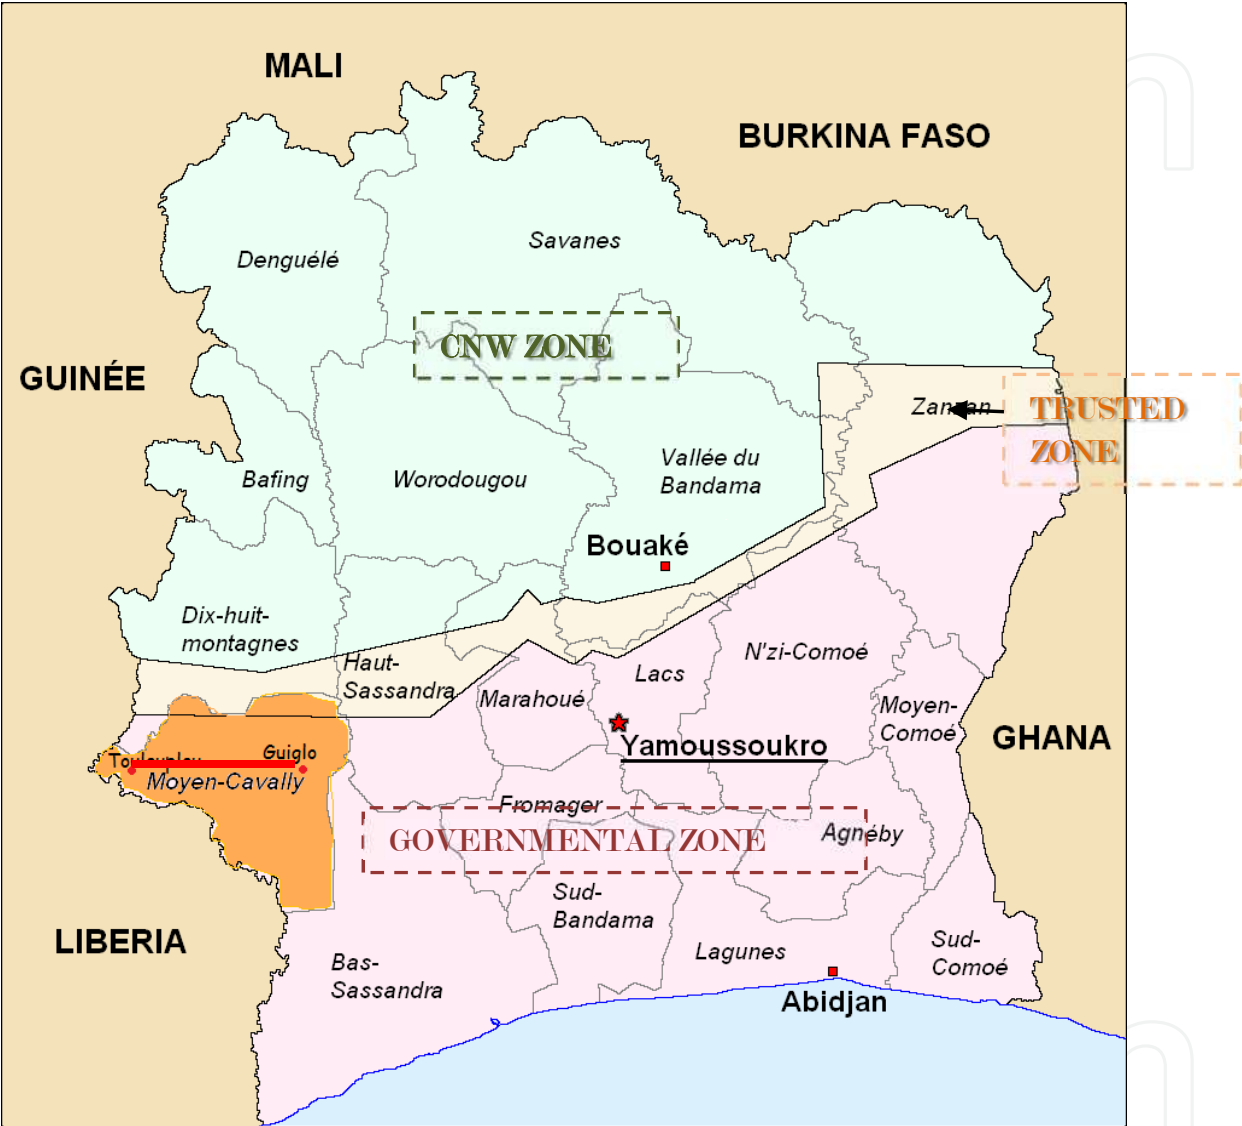 MALI
BURKINA FASO
Savanes
Denguélé
CNW ZONE
GUINÉE
Zanzan
TRUSTED
ZONE
Vallée du
Bandama
Bafing
Worodougou
Bouaké
Dix-huit-
montagnes
Haut-
Sassandra
N'zi-Comoé
Lacs
Marahoué
Moyen-
Comoé
GHANA
Yamoussoukro
Toulouplou
Guiglo
Moyen-Cavally
Fromager
GOVERNMENTAL ZONE
Agnéby
Sud-
Bandama
LIBERIA
Lagunes
Sud-
Comoé
Bas-
Sassandra
Abidjan